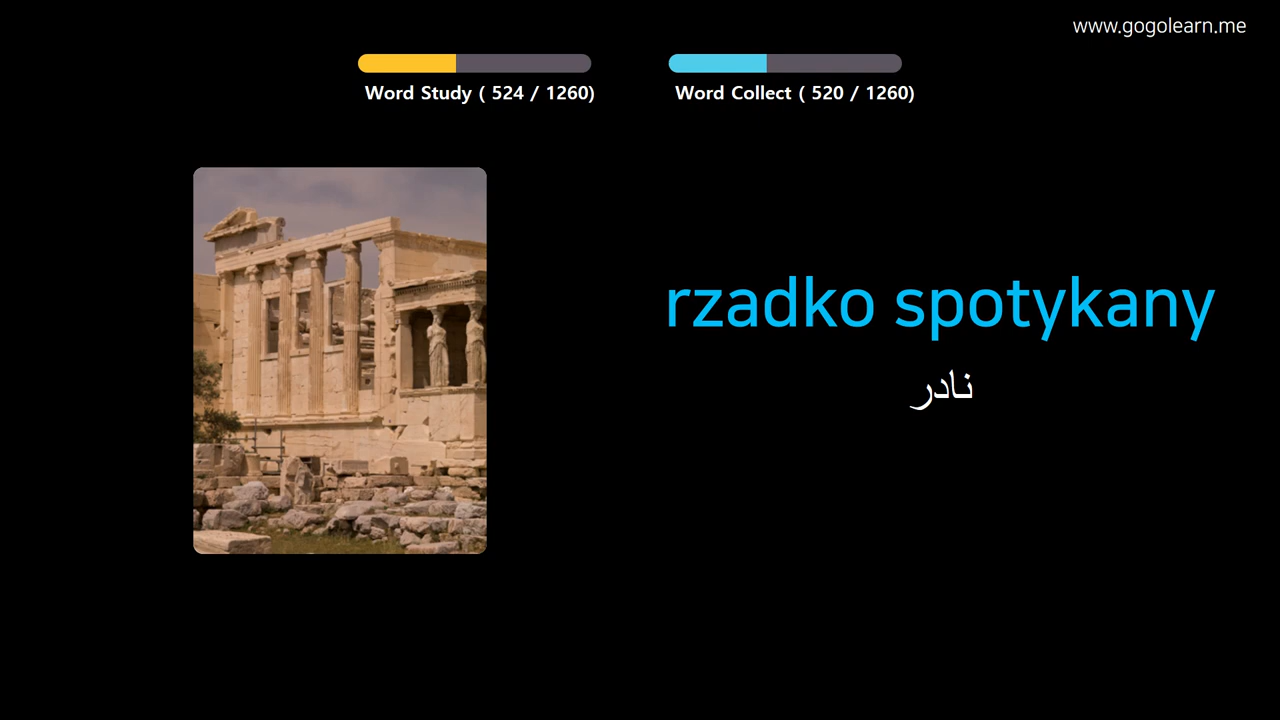 www.gogolearn.me
Word Study ( 524 / 1260)
Word Collect ( 520 / 1260)
rzadko spotykany
نادر